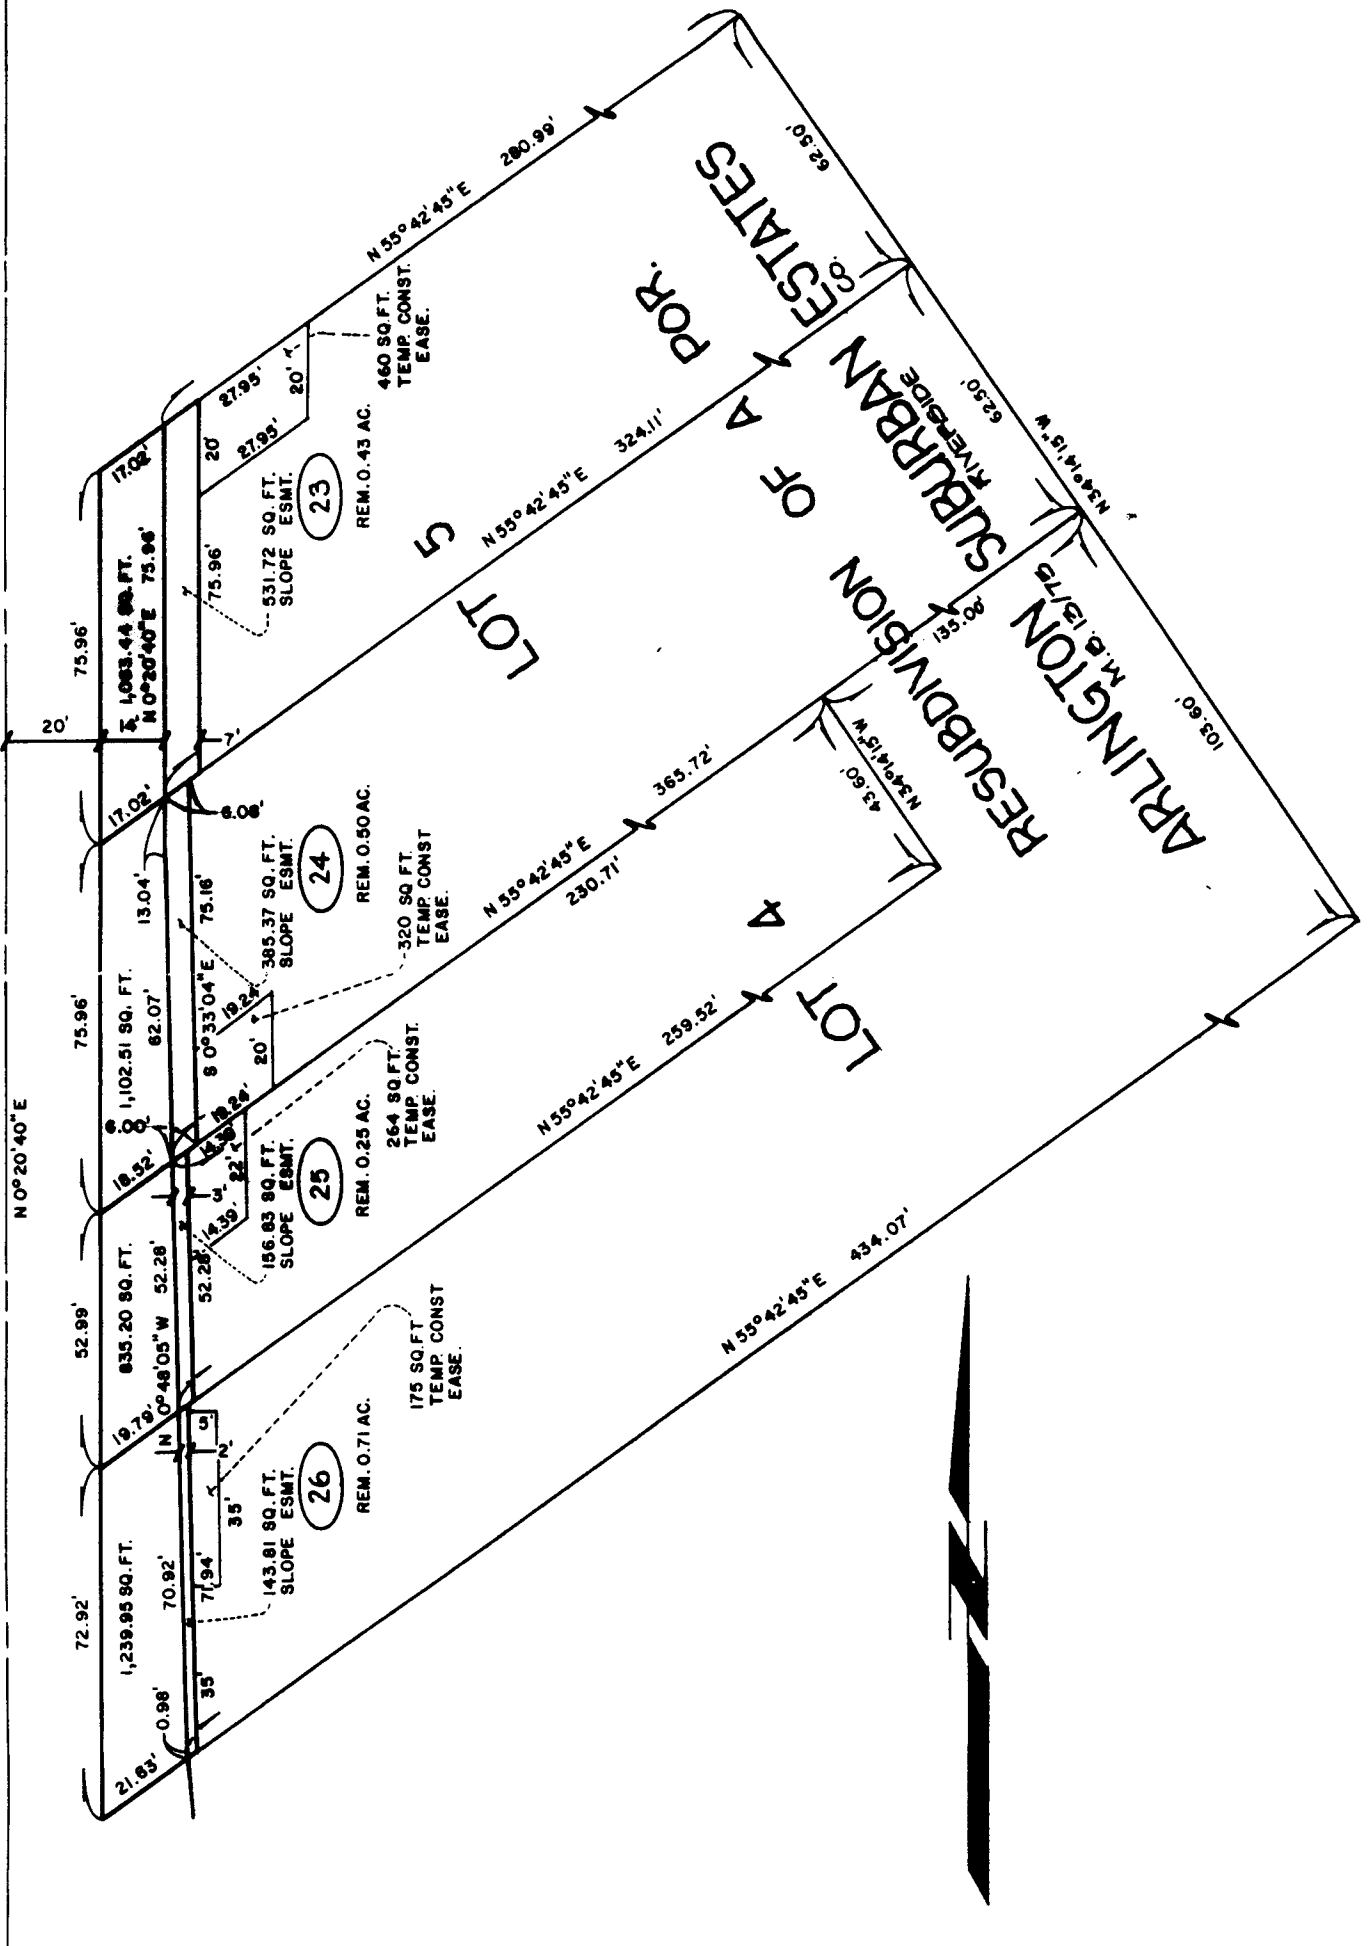 N 0°20'40" E
20'
75.96'
17.02'
1,063.44 SQ. FT.
N 0°20'40" E 75.96'
17.02'
7'
75.96'
20'
27.95'
27.95'
20'
N 55°42'45" E 280.99'
531.72 SQ. FT.
SLOPE ESMT.
23
REM. 0.43 AC.
460 SQ. FT.
TEMP. CONST.
EASE.
75.96'
1,102.51 SQ. FT.
13.04'
62.07'
6.08'
75.16'
S 0°33'04" E
385.37 SQ. FT.
SLOPE ESMT.
24
REM. 0.50 AC.
19.24'
20'
19.24'
320 SQ. FT.
TEMP. CONST
EASE.
N 55°42'45" E 324.11'
LOT 5
18.52'
6.00'
52.99'
835.20 SQ. FT.
N 0°48'05" W 52.28'
52.28'
3'
14.39'
22'
14.39'
156.83 SQ. FT.
SLOPE ESMT.
25
REM. 0.25 AC.
264 SQ. FT.
TEMP. CONST.
EASE.
N 55°42'45" E 365.72'
230.71'
135.00'
19.79'
72.92'
1,239.95 SQ. FT.
70.92'
0.98'
21.63'
71.94'
35'
35'
5'
2'
143.81 SQ. FT.
SLOPE ESMT.
26
REM. 0.71 AC.
175 SQ. FT
TEMP. CONST
EASE.
N 55°42'45" E 259.52'
LOT 4
43.60'
N 34°14'15" W
N 55°42'45" E 434.07'
62.50'
62.50'
N 34°14'15" W
103.60'
RESUBDIVISION OF A POR.
ARLINGTON SUBURBAN ESTATES
M.B. 13/75 RIVERSIDE CO.